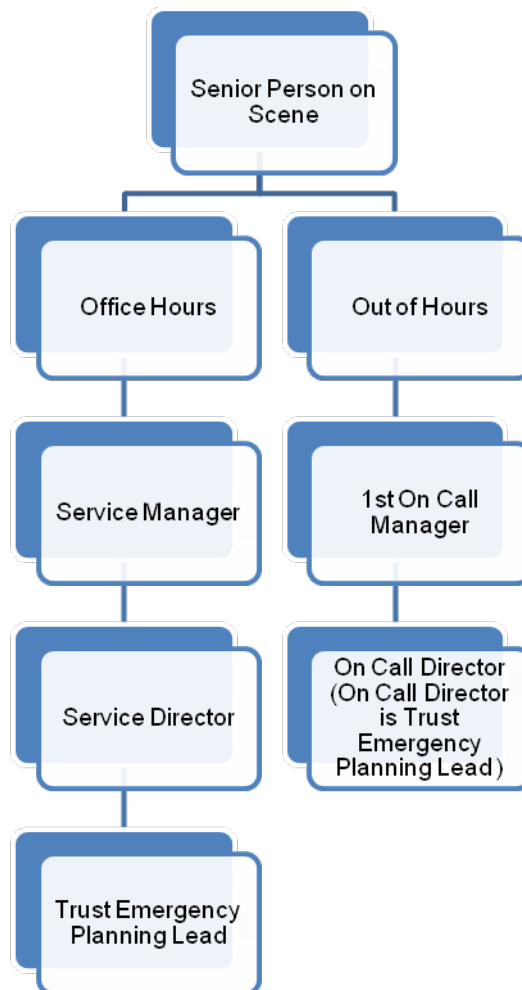 Senior Person on
Scene
Office Hours
Out of Hours
Service Manager
1st On Call
Manager
Service Director
On Call Director
(On Call Director
is Trust
Emergency
Planning Lead)
Trust Emergency
Planning Lead